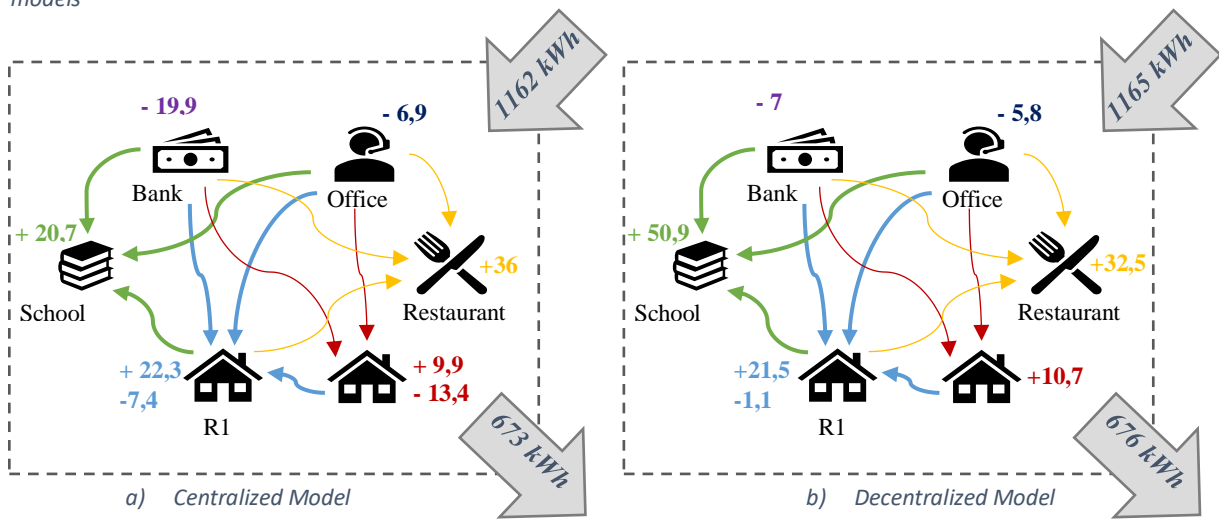 models
1162 kWh
- 19,9
- 6,9
Bank
Office
+ 20,7
School
+36
Restaurant
+ 22,3
-7,4
R1
+ 9,9
- 13,4
673 kWh
a) Centralized Model
1165 kWh
- 7
- 5,8
Bank
Office
+ 50,9
School
+32,5
Restaurant
+21,5
-1,1
R1
+10,7
676 kWh
b) Decentralized Model